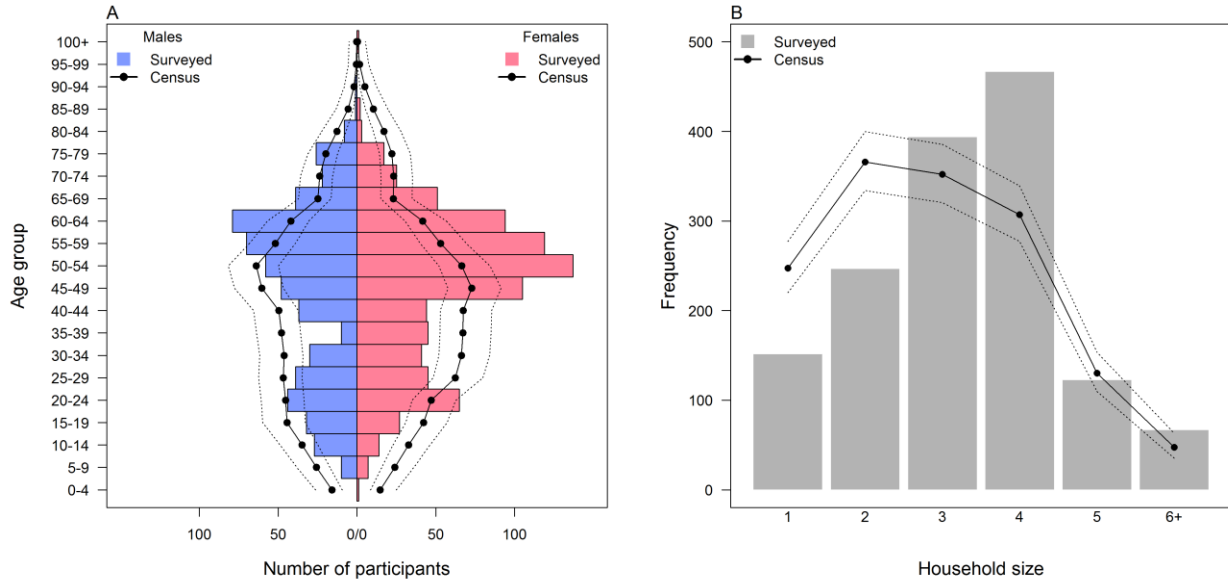 A
Males
Surveyed
Census
Females
Surveyed
Census
100+
95-99
90-94
85-89
80-84
75-79
70-74
65-69
60-64
55-59
50-54
45-49
40-44
35-39
30-34
25-29
20-24
15-19
10-14
5-9
0-4
Age group
100 50 0/0 50 100
Number of participants
B
Surveyed
Census
500
400
300
200
100
0
Frequency
1 2 3 4 5 6+
Household size